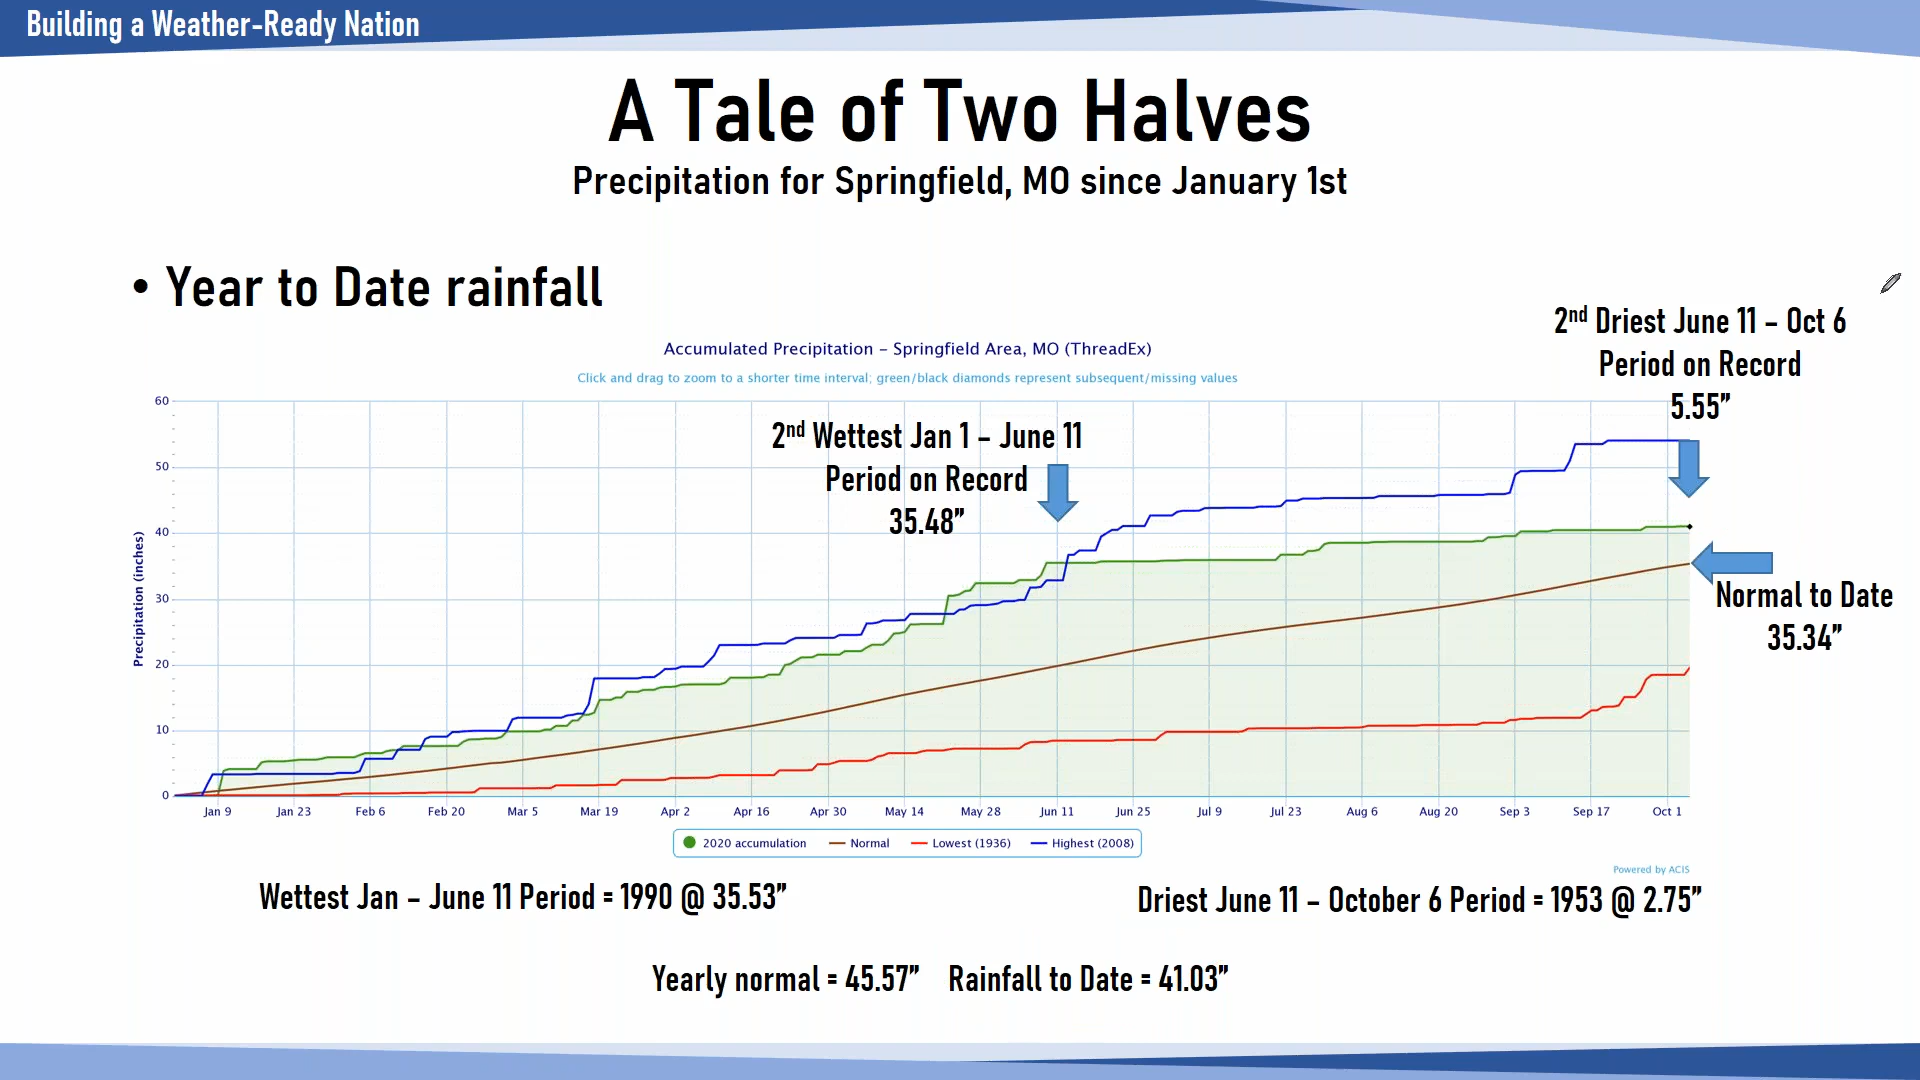 Building a Weather-Ready Nation
A Tale of Two Halves
Precipitation for Springfield, MO since January 1st
• Year to Date rainfall
2nd Driest June 11 – Oct 6
Period on Record
5.55”
Accumulated Precipitation – Springfield Area, MO (ThreadEx)
Click and drag to zoom to a shorter time interval; green/black diamonds represent subsequent/missing values
2nd Wettest Jan 1 – June 11
Period on Record
35.48”
Normal to Date
35.34”
Precipitation (inches)
60
50
40
30
20
10
0
Jan 9 Jan 23 Feb 6 Feb 20 Mar 5 Mar 19 Apr 2 Apr 16 Apr 30 May 14 May 28 Jun 11 Jun 25 Jul 9 Jul 23 Aug 6 Aug 20 Sep 3 Sep 17 Oct 1
2020 accumulation Normal Lowest (1936) Highest (2008)
Powered by ACIS
Wettest Jan – June 11 Period = 1990 @ 35.53”
Driest June 11 – October 6 Period = 1953 @ 2.75”
Yearly normal = 45.57” Rainfall to Date = 41.03”